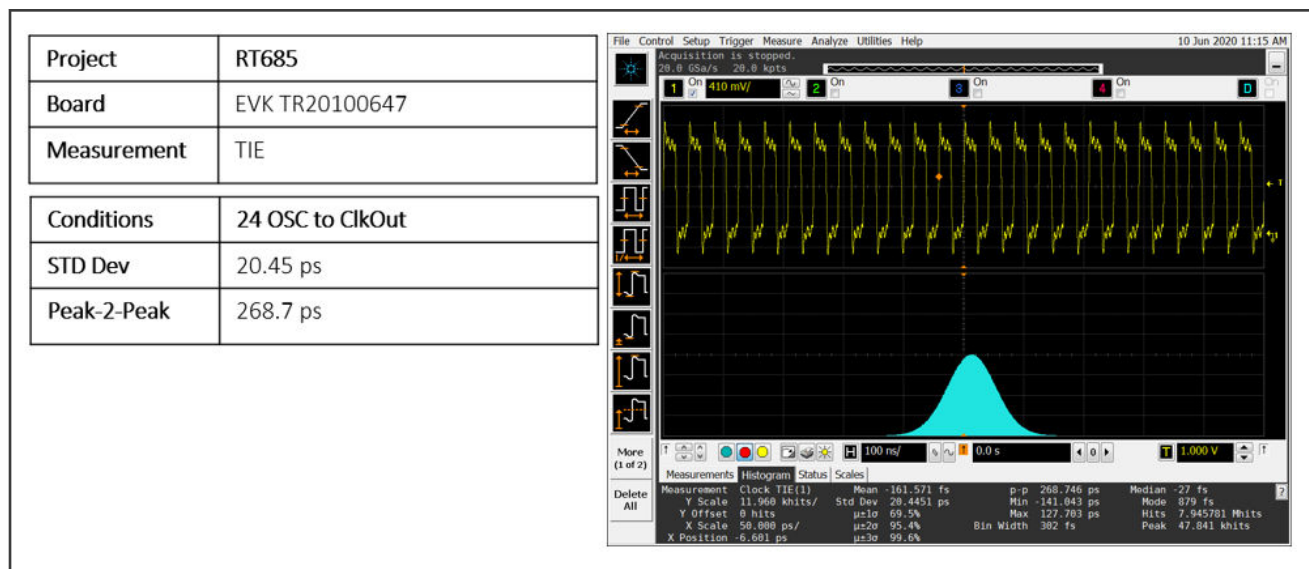 Project RT685
Board EVK TR20100647
Measurement TIE
Conditions 24 OSC to ClkOut
STD Dev 20.45 ps
Peak-2-Peak 268.7 ps
File Control Setup Trigger Measure Analyze Utilities Help 10 Jun 2020 11:15 AM
Acquisition is stopped.
20.0 GSa/s 20.0 kpts
1 On 410 mV/ 2 On 3 On 4 On D On
T
1
More
(1 of 2)
Delete
All
H 100 ns/ 0.0 s 0 T 1.000 V
Measurements Histogram Status Scales
Measurement Clock TIE(1) Mean -161.571 fs p-p 268.746 ps Median -27 fs
Y Scale 11.960 khits/ Std Dev 20.4451 ps Min -141.043 ps Mode 879 fs
Y Offset 0 hits μ±1σ 69.5% Max 127.703 ps Hits 7.945781 Mhits
X Scale 50.000 ps/ μ±2σ 95.4% Bin Width 302 fs Peak 47.841 khits
X Position -6.601 ps μ±3σ 99.6%
?